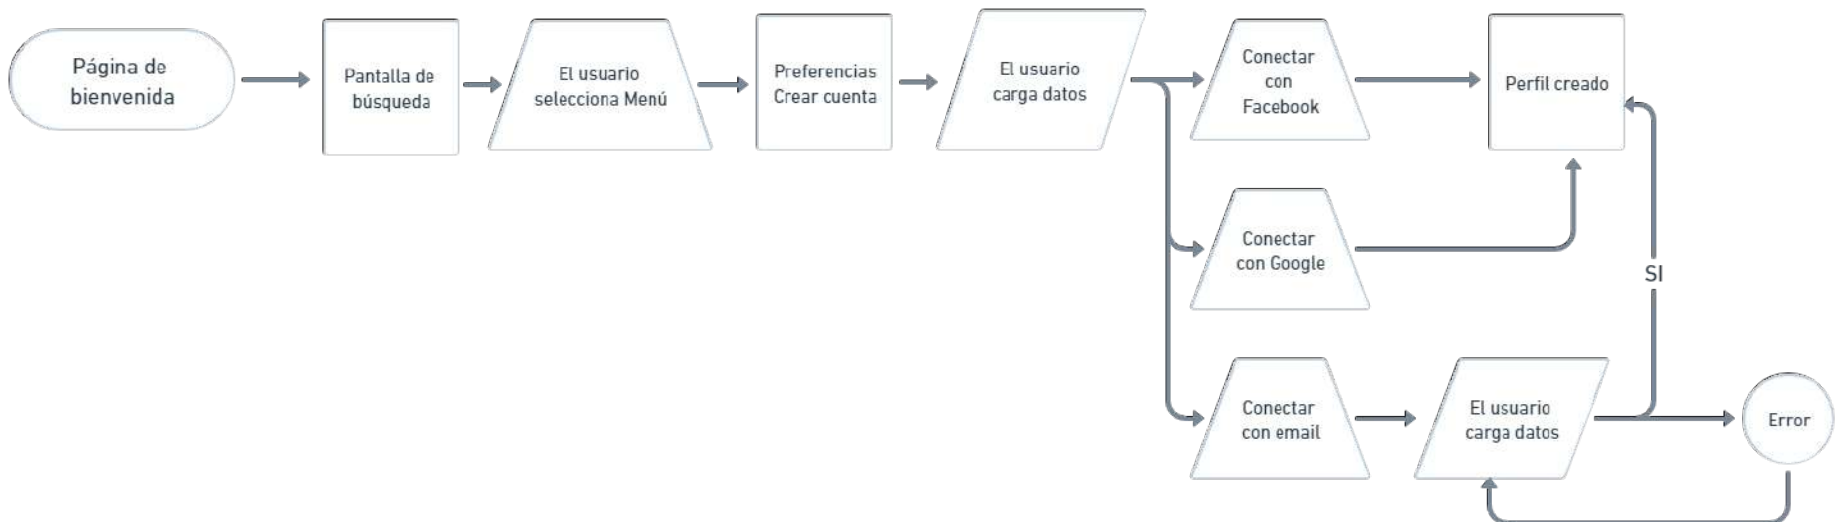 Página de
bienvenida
Pantalla de
búsqueda
El usuario
selecciona Menú
Preferencias
Crear cuenta
El usuario
carga datos
Conectar
con
Facebook
Perfil creado
Conectar
con Google
SI
Conectar
con email
El usuario
carga datos
Error